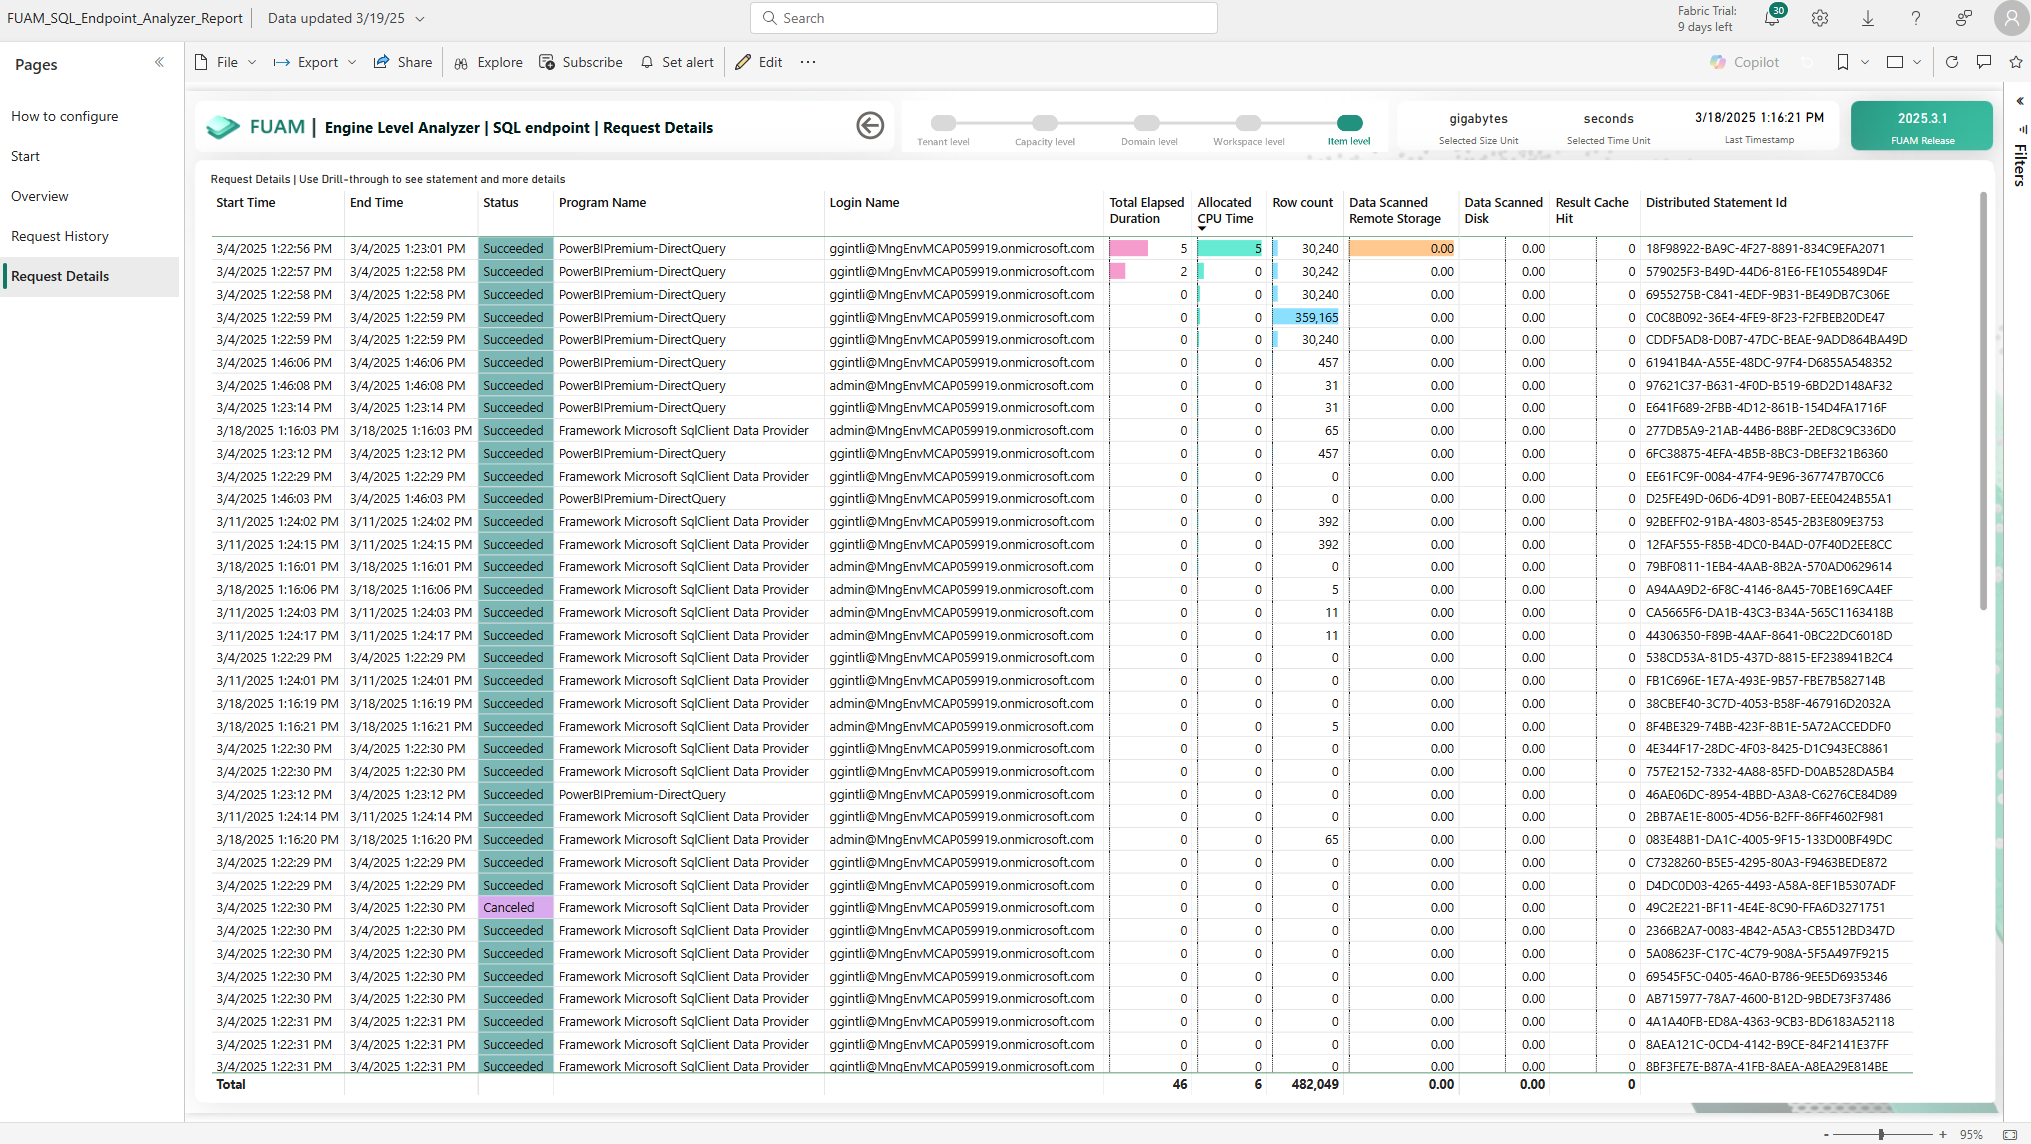 FUAM_SQL_Endpoint_Analyzer_Report | Data updated 3/19/25
Search
Fabric Trial:
9 days left
30
Pages
File Export Share Explore Subscribe Set alert Edit ...
Copilot
How to configure
Start
Overview
Request History
Request Details
FUAM | Engine Level Analyzer | SQL endpoint | Request Details
Tenant level Capacity level Domain level Workspace level Item level
gigabytes seconds 3/18/2025 1:16:21 PM
Selected Size Unit Selected Time Unit Last Timestamp
2025.3.1
FUAM Release
Filters
Request Details | Use Drill-through to see statement and more details
Start Time End Time Status Program Name Login Name Total Elapsed Duration Allocated CPU Time Row count Data Scanned Remote Storage Data Scanned Disk Result Cache Hit Distributed Statement Id
3/4/2025 1:22:56 PM 3/4/2025 1:23:01 PM Succeeded PowerBIPremium-DirectQuery ggintli@MngEnvMCAP059919.onmicrosoft.com 5 5 30,240 0.00 0.00 0 18F98922-BA9C-4F27-8891-834C9EFA2071
3/4/2025 1:22:57 PM 3/4/2025 1:22:58 PM Succeeded PowerBIPremium-DirectQuery ggintli@MngEnvMCAP059919.onmicrosoft.com 2 0 30,242 0.00 0.00 0 579025F3-B49D-44D6-81E6-FE1055489D4F
3/4/2025 1:22:58 PM 3/4/2025 1:22:58 PM Succeeded PowerBIPremium-DirectQuery ggintli@MngEnvMCAP059919.onmicrosoft.com 0 0 30,240 0.00 0.00 0 6955275B-C841-4EDF-9B31-BE49DB7C306E
3/4/2025 1:22:59 PM 3/4/2025 1:22:59 PM Succeeded PowerBIPremium-DirectQuery ggintli@MngEnvMCAP059919.onmicrosoft.com 0 0 359,165 0.00 0.00 0 C0C8B092-36E4-4FE9-8F23-F2FBEB20DE47
3/4/2025 1:22:59 PM 3/4/2025 1:22:59 PM Succeeded PowerBIPremium-DirectQuery ggintli@MngEnvMCAP059919.onmicrosoft.com 0 0 30,240 0.00 0.00 0 CDDF5AD8-D0B7-47DC-BEAE-9ADD864BA49D
3/4/2025 1:46:06 PM 3/4/2025 1:46:06 PM Succeeded PowerBIPremium-DirectQuery ggintli@MngEnvMCAP059919.onmicrosoft.com 0 0 457 0.00 0.00 0 61941B4A-A55E-48DC-97F4-D6855A548352
3/4/2025 1:46:08 PM 3/4/2025 1:46:08 PM Succeeded PowerBIPremium-DirectQuery admin@MngEnvMCAP059919.onmicrosoft.com 0 0 31 0.00 0.00 0 97621C37-B631-4F0D-B519-6BD2D148AF32
3/4/2025 1:23:14 PM 3/4/2025 1:23:14 PM Succeeded PowerBIPremium-DirectQuery ggintli@MngEnvMCAP059919.onmicrosoft.com 0 0 31 0.00 0.00 0 E641F689-2FBB-4D12-861B-154D4FA1716F
3/18/2025 1:16:03 PM 3/18/2025 1:16:03 PM Succeeded Framework Microsoft SqlClient Data Provider admin@MngEnvMCAP059919.onmicrosoft.com 0 0 65 0.00 0.00 0 277DB5A9-21AB-44B6-B8BF-2ED8C9C336D0
3/4/2025 1:23:12 PM 3/4/2025 1:23:12 PM Succeeded PowerBIPremium-DirectQuery ggintli@MngEnvMCAP059919.onmicrosoft.com 0 0 457 0.00 0.00 0 6FC38875-4EFA-4B5B-8BC3-DBEF321B6360
3/4/2025 1:22:29 PM 3/4/2025 1:22:29 PM Succeeded Framework Microsoft SqlClient Data Provider ggintli@MngEnvMCAP059919.onmicrosoft.com 0 0 0 0.00 0.00 0 EE61FC9F-0084-47F4-9E96-367747B70CC6
3/4/2025 1:46:03 PM 3/4/2025 1:46:03 PM Succeeded PowerBIPremium-DirectQuery ggintli@MngEnvMCAP059919.onmicrosoft.com 0 0 0 0.00 0.00 0 D25FE49D-06D6-4D91-B0B7-EEE0424B55A1
3/11/2025 1:24:02 PM 3/11/2025 1:24:02 PM Succeeded Framework Microsoft SqlClient Data Provider ggintli@MngEnvMCAP059919.onmicrosoft.com 0 0 392 0.00 0.00 0 92BEFF02-91BA-4803-8545-2B3E809E3753
3/11/2025 1:24:15 PM 3/11/2025 1:24:15 PM Succeeded Framework Microsoft SqlClient Data Provider ggintli@MngEnvMCAP059919.onmicrosoft.com 0 0 392 0.00 0.00 0 12FAF555-F85B-4DC0-B4AD-07F40D2EE8CC
3/18/2025 1:16:01 PM 3/18/2025 1:16:01 PM Succeeded Framework Microsoft SqlClient Data Provider admin@MngEnvMCAP059919.onmicrosoft.com 0 0 0 0.00 0.00 0 79BF0811-1EB4-4AAB-8B2A-570AD0629614
3/18/2025 1:16:06 PM 3/18/2025 1:16:06 PM Succeeded Framework Microsoft SqlClient Data Provider admin@MngEnvMCAP059919.onmicrosoft.com 0 0 5 0.00 0.00 0 A94AA9D2-6F8C-4146-8A45-70BE169CA4EF
3/11/2025 1:24:03 PM 3/11/2025 1:24:03 PM Succeeded Framework Microsoft SqlClient Data Provider admin@MngEnvMCAP059919.onmicrosoft.com 0 0 11 0.00 0.00 0 CA5665F6-DA1B-43C3-B34A-565C1163418B
3/11/2025 1:24:17 PM 3/11/2025 1:24:17 PM Succeeded Framework Microsoft SqlClient Data Provider admin@MngEnvMCAP059919.onmicrosoft.com 0 0 11 0.00 0.00 0 44306350-F89B-4AAF-8641-0BC22DC6018D
3/4/2025 1:22:29 PM 3/4/2025 1:22:29 PM Succeeded Framework Microsoft SqlClient Data Provider ggintli@MngEnvMCAP059919.onmicrosoft.com 0 0 0 0.00 0.00 0 538CD53A-81D5-437D-8815-EF238941B2C4
3/11/2025 1:24:01 PM 3/11/2025 1:24:01 PM Succeeded Framework Microsoft SqlClient Data Provider ggintli@MngEnvMCAP059919.onmicrosoft.com 0 0 0 0.00 0.00 0 FB1C696E-1E7A-493E-9B57-FBE7B582714B
3/18/2025 1:16:19 PM 3/18/2025 1:16:19 PM Succeeded Framework Microsoft SqlClient Data Provider admin@MngEnvMCAP059919.onmicrosoft.com 0 0 0 0.00 0.00 0 38CBEF40-3C7D-4053-B58F-467916D2032A
3/18/2025 1:16:21 PM 3/18/2025 1:16:21 PM Succeeded Framework Microsoft SqlClient Data Provider admin@MngEnvMCAP059919.onmicrosoft.com 0 0 5 0.00 0.00 0 8F4BE329-74BB-423F-8B1E-5A72ACCEDDF0
3/4/2025 1:22:30 PM 3/4/2025 1:22:30 PM Succeeded Framework Microsoft SqlClient Data Provider ggintli@MngEnvMCAP059919.onmicrosoft.com 0 0 0 0.00 0.00 0 4E344F17-28DC-4F03-8425-D1C943EC8861
3/4/2025 1:22:30 PM 3/4/2025 1:22:30 PM Succeeded Framework Microsoft SqlClient Data Provider ggintli@MngEnvMCAP059919.onmicrosoft.com 0 0 0 0.00 0.00 0 757E2152-7332-4A88-85FD-D0AB528DA5B4
3/4/2025 1:23:12 PM 3/4/2025 1:23:12 PM Succeeded PowerBIPremium-DirectQuery ggintli@MngEnvMCAP059919.onmicrosoft.com 0 0 0 0.00 0.00 0 46AE06DC-8954-4BBD-A3A8-C6276CE84D89
3/11/2025 1:24:14 PM 3/11/2025 1:24:14 PM Succeeded Framework Microsoft SqlClient Data Provider ggintli@MngEnvMCAP059919.onmicrosoft.com 0 0 0 0.00 0.00 0 2BB7AE1E-8005-4D56-B2FF-86FF4602F981
3/18/2025 1:16:20 PM 3/18/2025 1:16:20 PM Succeeded Framework Microsoft SqlClient Data Provider admin@MngEnvMCAP059919.onmicrosoft.com 0 0 65 0.00 0.00 0 083E48B1-DA1C-4005-9F15-133D00BF49DC
3/4/2025 1:22:29 PM 3/4/2025 1:22:29 PM Succeeded Framework Microsoft SqlClient Data Provider ggintli@MngEnvMCAP059919.onmicrosoft.com 0 0 0 0.00 0.00 0 C7328260-B5E5-4295-80A3-F9463BEDE872
3/4/2025 1:22:29 PM 3/4/2025 1:22:29 PM Succeeded Framework Microsoft SqlClient Data Provider ggintli@MngEnvMCAP059919.onmicrosoft.com 0 0 0 0.00 0.00 0 D4DC0D03-4265-4493-A58A-8EF1B5307ADF
3/4/2025 1:22:30 PM 3/4/2025 1:22:30 PM Canceled Framework Microsoft SqlClient Data Provider ggintli@MngEnvMCAP059919.onmicrosoft.com 0 0 0 0.00 0.00 0 49C2E221-BF11-4E4E-8C90-FFA6D3271751
3/4/2025 1:22:30 PM 3/4/2025 1:22:30 PM Succeeded Framework Microsoft SqlClient Data Provider ggintli@MngEnvMCAP059919.onmicrosoft.com 0 0 0 0.00 0.00 0 2366B2A7-0083-4B42-A5A3-CB5512BD347D
3/4/2025 1:22:30 PM 3/4/2025 1:22:30 PM Succeeded Framework Microsoft SqlClient Data Provider ggintli@MngEnvMCAP059919.onmicrosoft.com 0 0 0 0.00 0.00 0 5A08623F-C17C-4C79-908A-5F5A497F9215
3/4/2025 1:22:30 PM 3/4/2025 1:22:30 PM Succeeded Framework Microsoft SqlClient Data Provider ggintli@MngEnvMCAP059919.onmicrosoft.com 0 0 0 0.00 0.00 0 69545F5C-0405-46A0-B786-9EE5D6935346
3/4/2025 1:22:30 PM 3/4/2025 1:22:30 PM Succeeded Framework Microsoft SqlClient Data Provider ggintli@MngEnvMCAP059919.onmicrosoft.com 0 0 0 0.00 0.00 0 AB715977-78A7-4600-B12D-9BDE73F37486
3/4/2025 1:22:31 PM 3/4/2025 1:22:31 PM Succeeded Framework Microsoft SqlClient Data Provider ggintli@MngEnvMCAP059919.onmicrosoft.com 0 0 0 0.00 0.00 0 4A1A40FB-ED8A-4363-9CB3-BD6183A52118
3/4/2025 1:22:31 PM 3/4/2025 1:22:31 PM Succeeded Framework Microsoft SqlClient Data Provider ggintli@MngEnvMCAP059919.onmicrosoft.com 0 0 0 0.00 0.00 0 8AEA121C-0CD4-4142-B9CE-84F2141E37FF
3/4/2025 1:22:31 PM 3/4/2025 1:22:31 PM Succeeded Framework Microsoft SqlClient Data Provider ggintli@MngEnvMCAP059919.onmicrosoft.com 0 0 0 0.00 0.00 0 8BF3FE7E-B87A-41FB-8AEA-A8EA29E814BE
Total 46 6 482,049 0.00 0.00 0
- + 95%